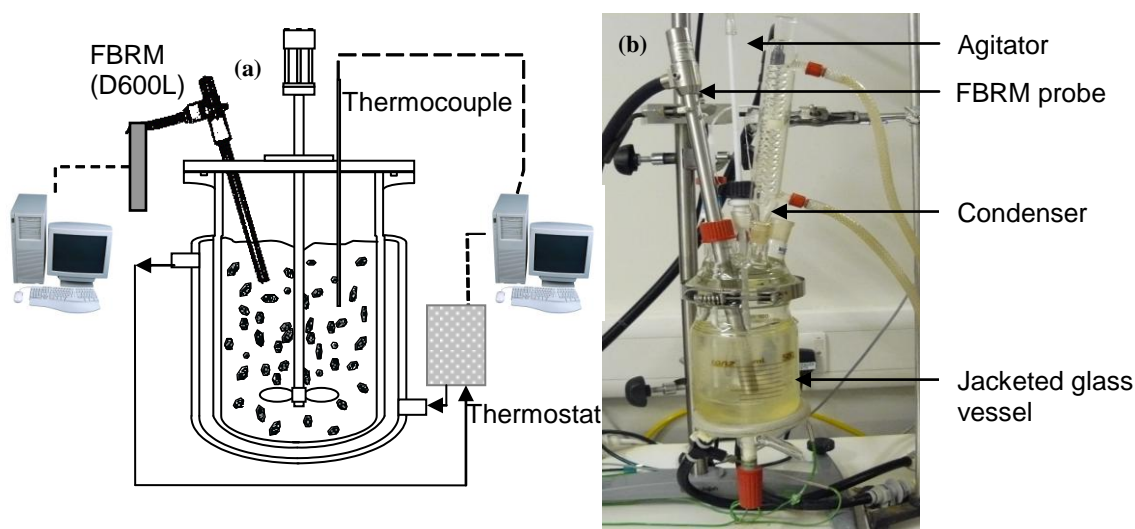 FBRM
(D600L)
(a)
Thermocouple
Thermostat
(b)
Agitator
FBRM probe
Condenser
Jacketed glass
vessel